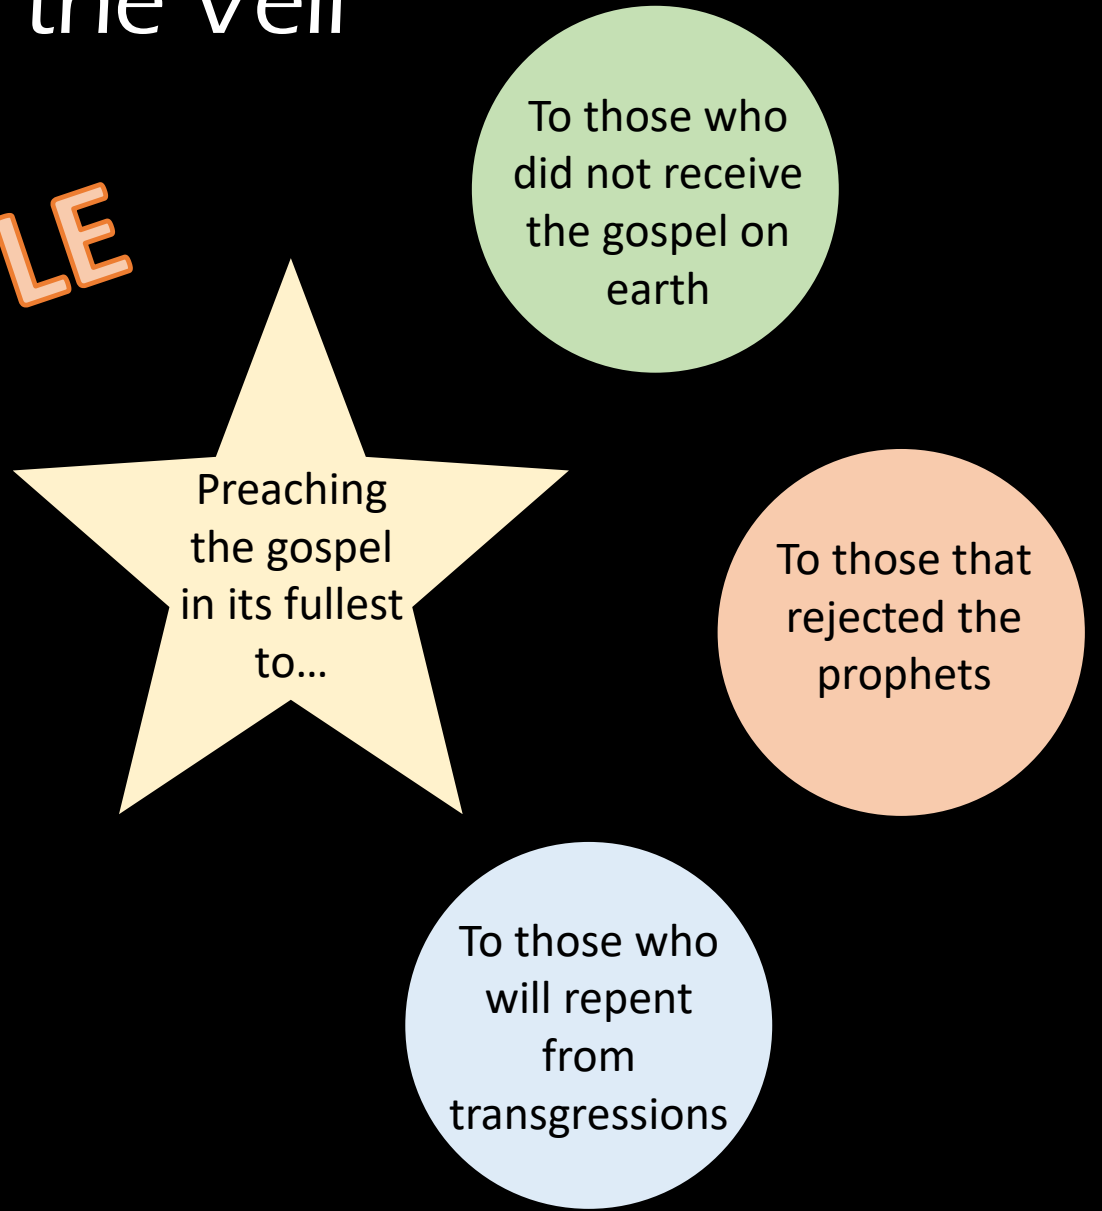 the Veil
LE
To those who
did not receive
the gospel on
earth
Preaching
the gospel
in its fullest
to…
To those that
rejected the
prophets
To those who
will repent
from
transgressions